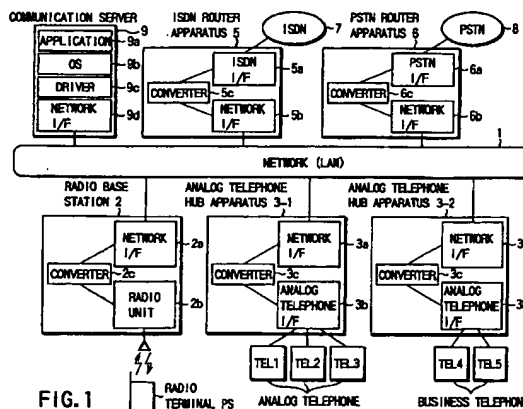 COMMUNICATION SERVER
9
APPLICATION
9a
OS
9b
DRIVER
9c
NETWORK I/F
9d
ISDN ROUTER
APPARATUS 5
ISDN
7
ISDN
I/F
5a
CONVERTER
5c
NETWORK
I/F
5b
PSTN ROUTER
APPARATUS 6
PSTN
8
PSTN
I/F
6a
CONVERTER
6c
NETWORK
I/F
6b
1
NETWORK (LAN)
RADIO BASE
STATION 2
NETWORK
I/F
2a
CONVERTER
2c
RADIO
UNIT
2b
ANALOG TELEPHONE
HUB APPARATUS 3-1
NETWORK
I/F
3a
CONVERTER
3c
ANALOG
TELEPHONE
I/F
3b
ANALOG TELEPHONE
HUB APPARATUS 3-2
NETWORK
I/F
3
CONVERTER
3c
ANALOG
TELEPHONE
I/F
3
TEL1
TEL2
TEL3
TEL4
TEL5
FIG.1
RADIO
TERMINAL PS
ANALOG TELEPHONE
BUSINESS TELEPHON